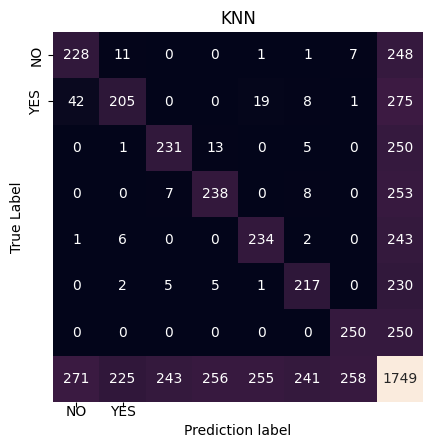 KNN
NO 228 11 0 0 1 1 7 248
YES 42 205 0 0 19 8 1 275
0 1 231 13 0 5 0 250
0 0 7 238 0 8 0 253
1 6 0 0 234 2 0 243
0 2 5 5 1 217 0 230
0 0 0 0 0 0 250 250
271 225 243 256 255 241 258 1749
NO YES
True Label
Prediction label